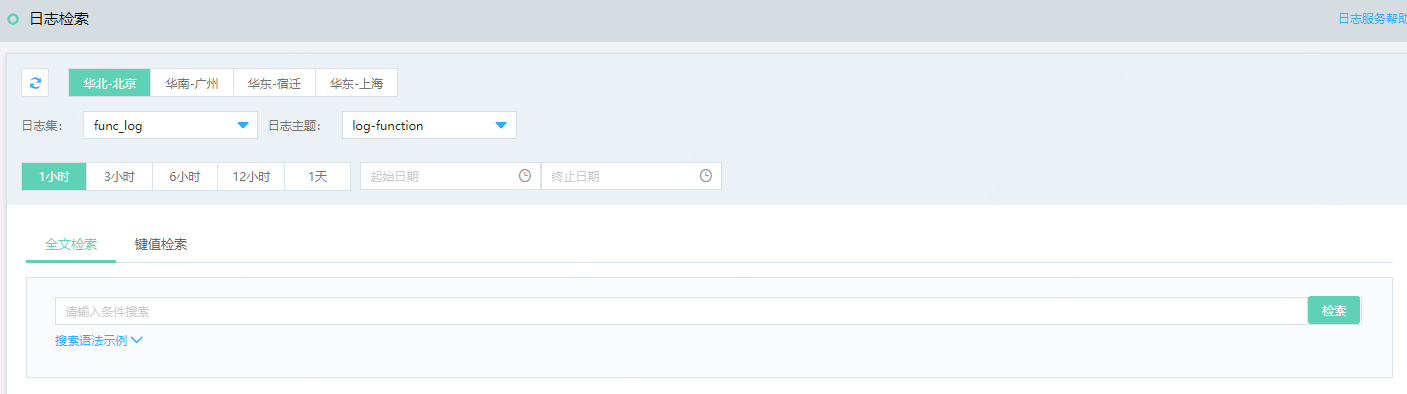 日志检索
日志服务帮助
华北-北京 华南-广州 华东-宿迁 华东-上海
日志集: func_log 日志主题: log-function
1小时 3小时 6小时 12小时 1天 起始日期 终止日期
全文检索 键值检索
请输入条件搜索 检索
搜索语法示例